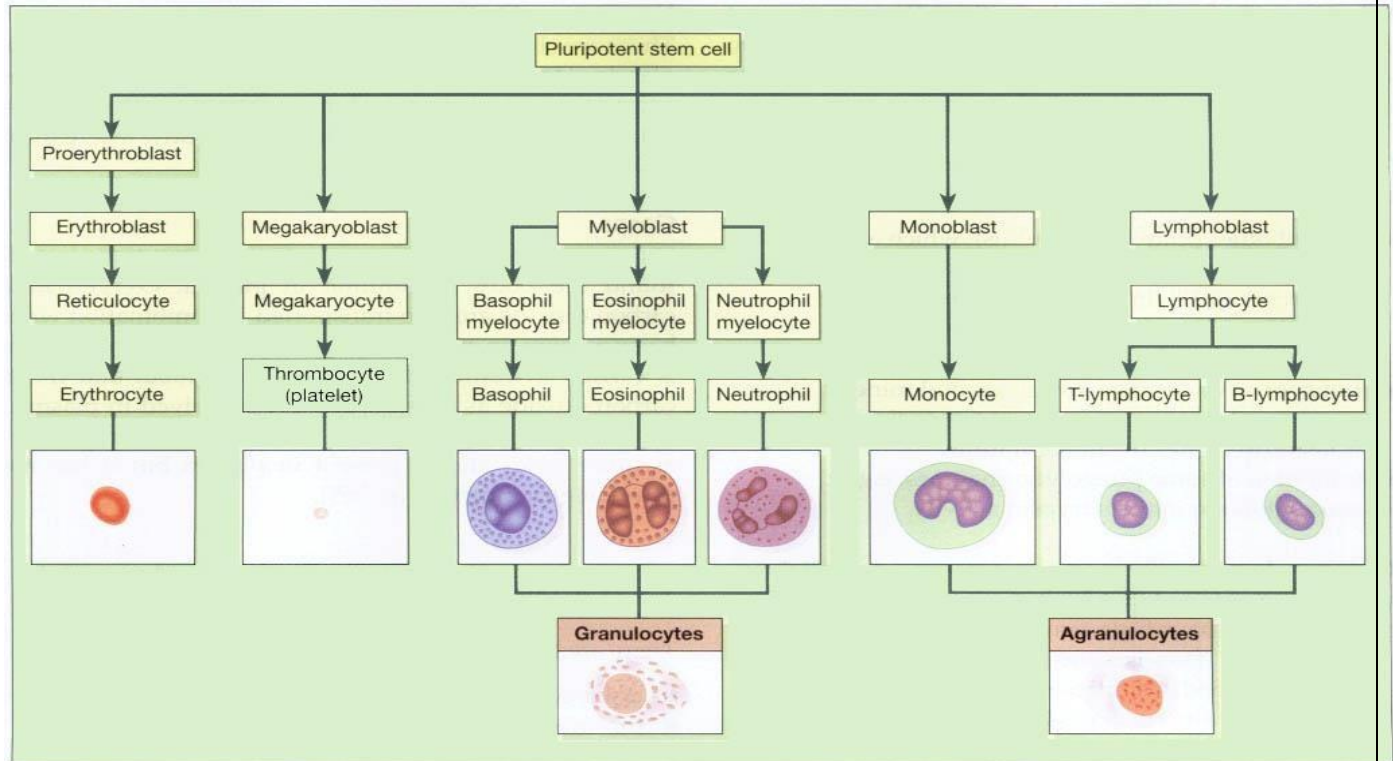 Pluripotent stem cell
Proerythroblast
Erythroblast
Megakaryoblast
Myeloblast
Monoblast
Lymphoblast
Reticulocyte
Megakaryocyte
Basophil
myelocyte
Eosinophil
myelocyte
Neutrophil
myelocyte
Lymphocyte
Erythrocyte
Thrombocyte
(platelet)
Basophil
Eosinophil
Neutrophil
Monocyte
T-lymphocyte
B-lymphocyte
Granulocytes
Agranulocytes